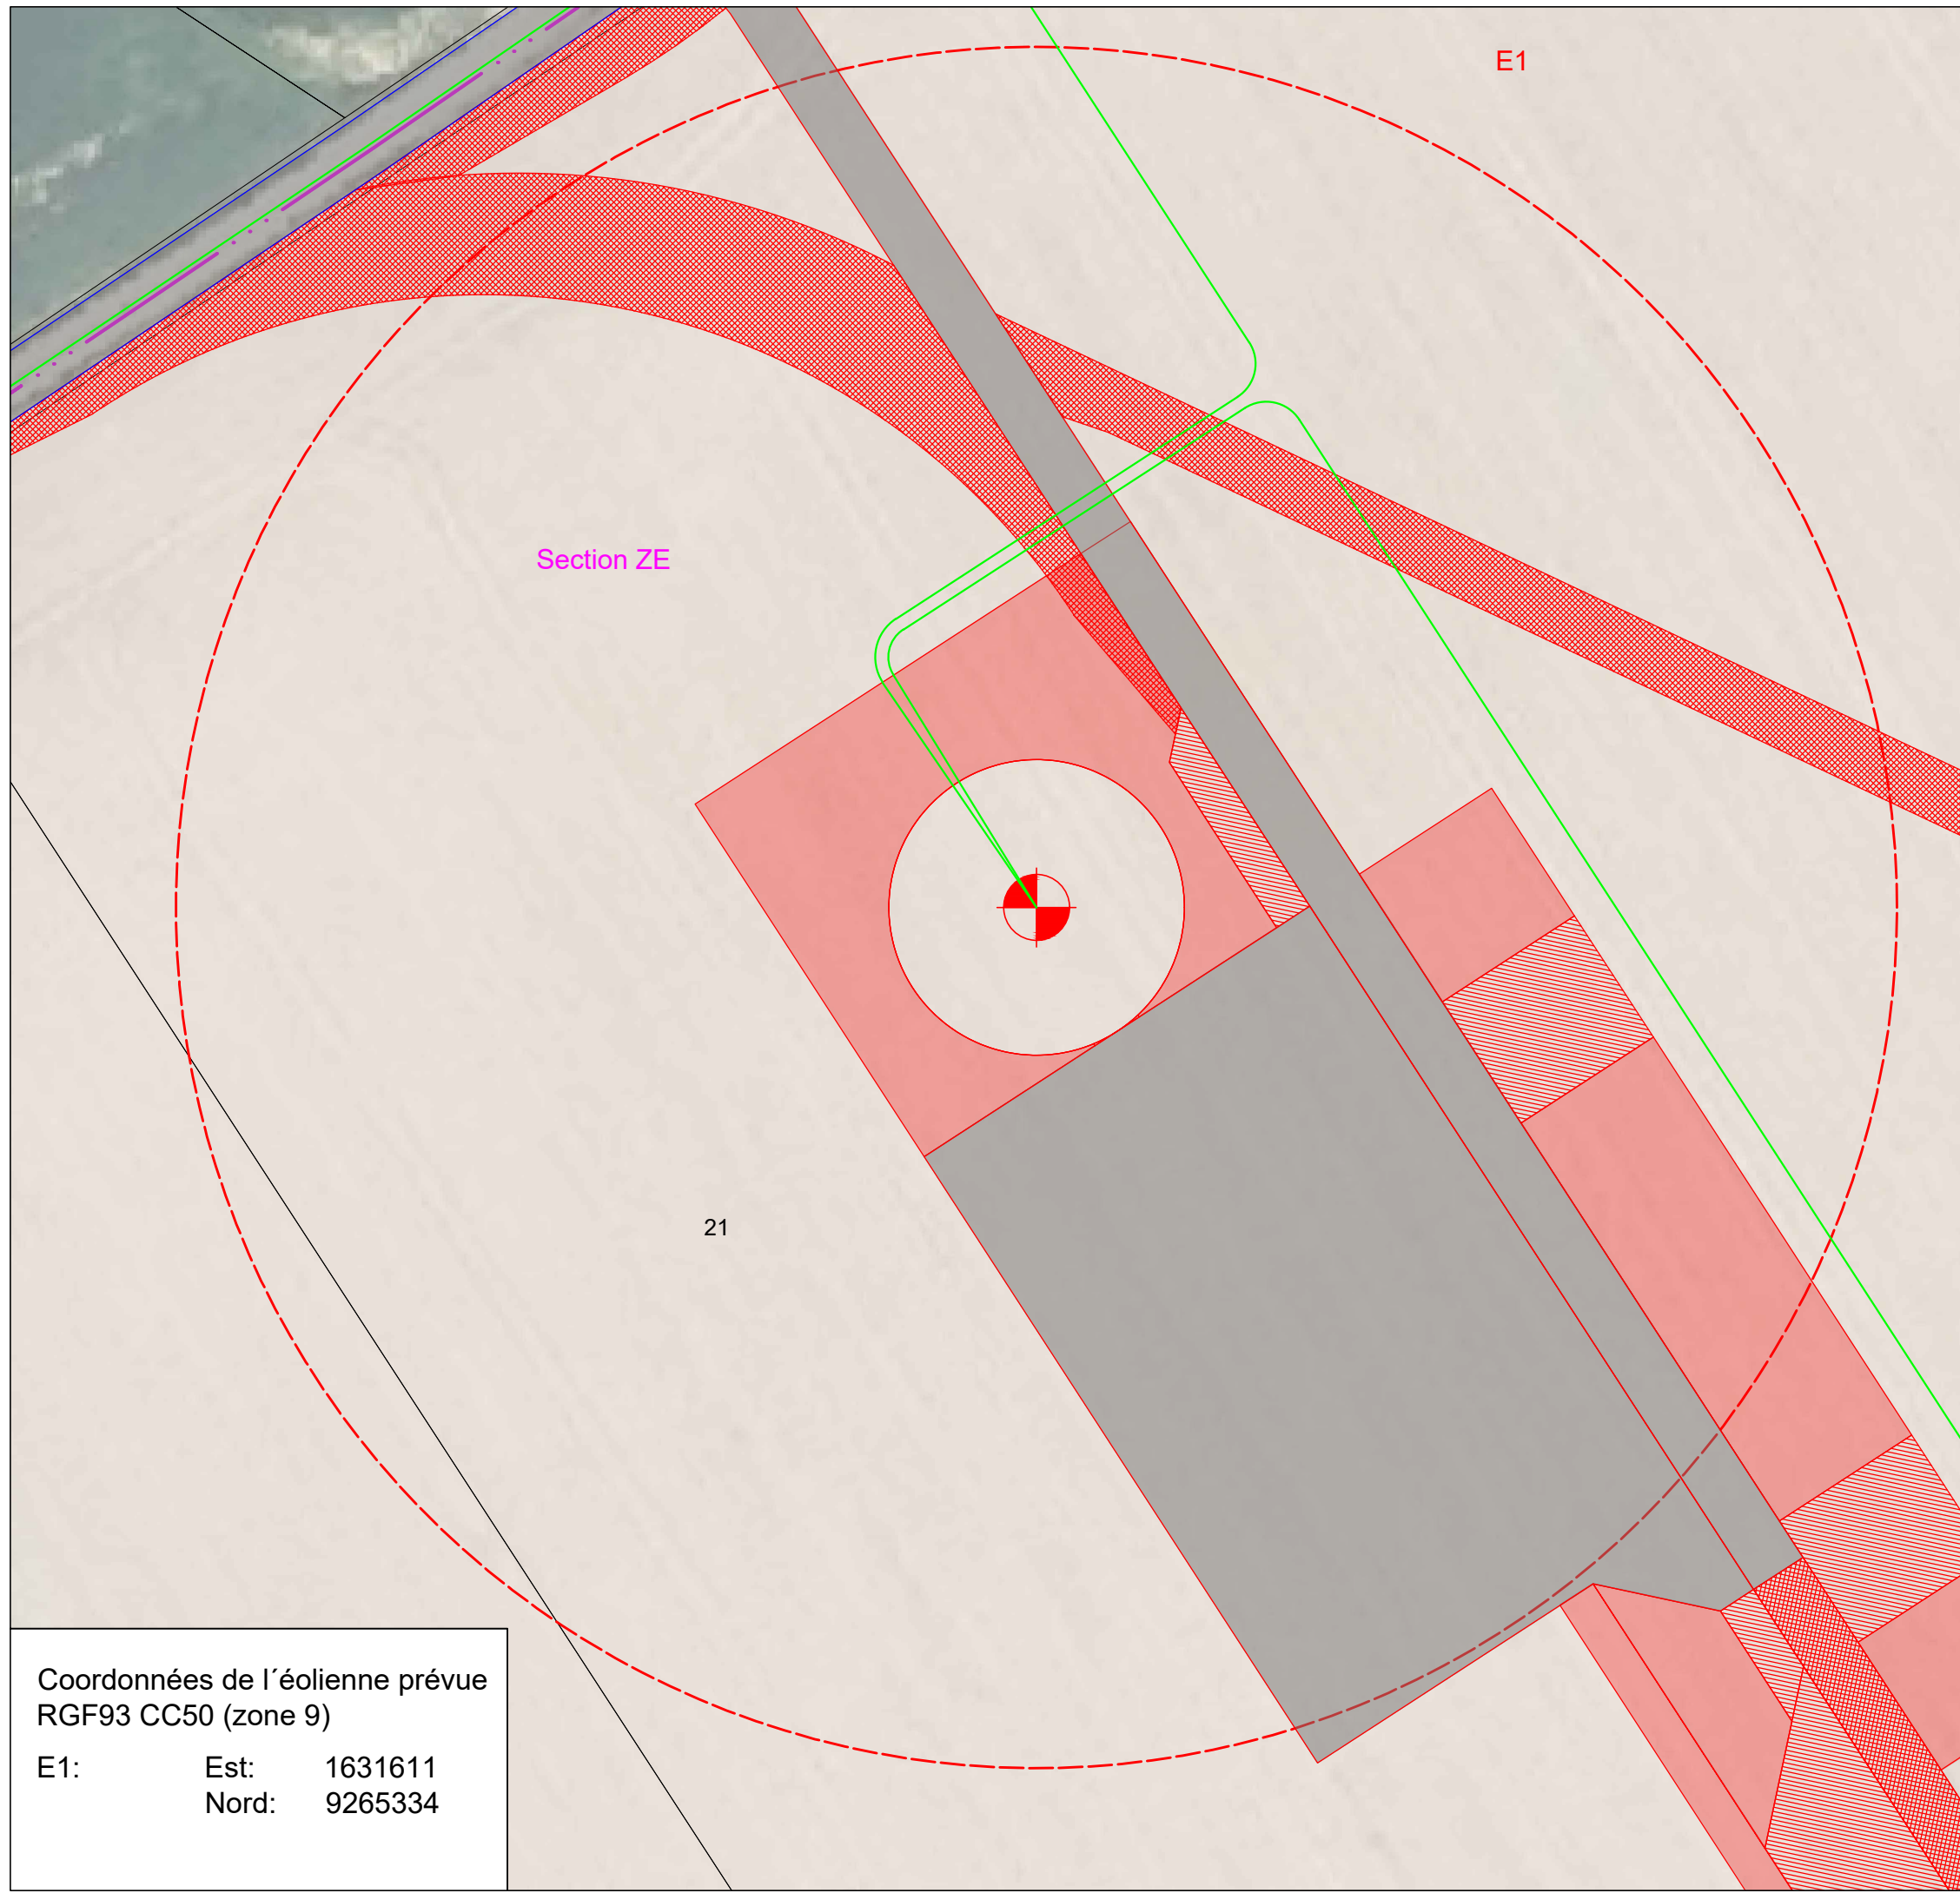 E1
Section ZE
21
Coordonnées de l´éolienne prévue
RGF93 CC50 (zone 9)
E1: Est: 1631611
Nord: 9265334